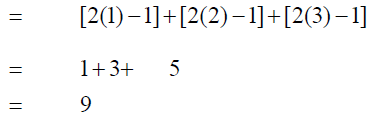 = [2(1)−1]+[2(2)−1]+[2(3)−1]
= 1+3+ 5
= 9